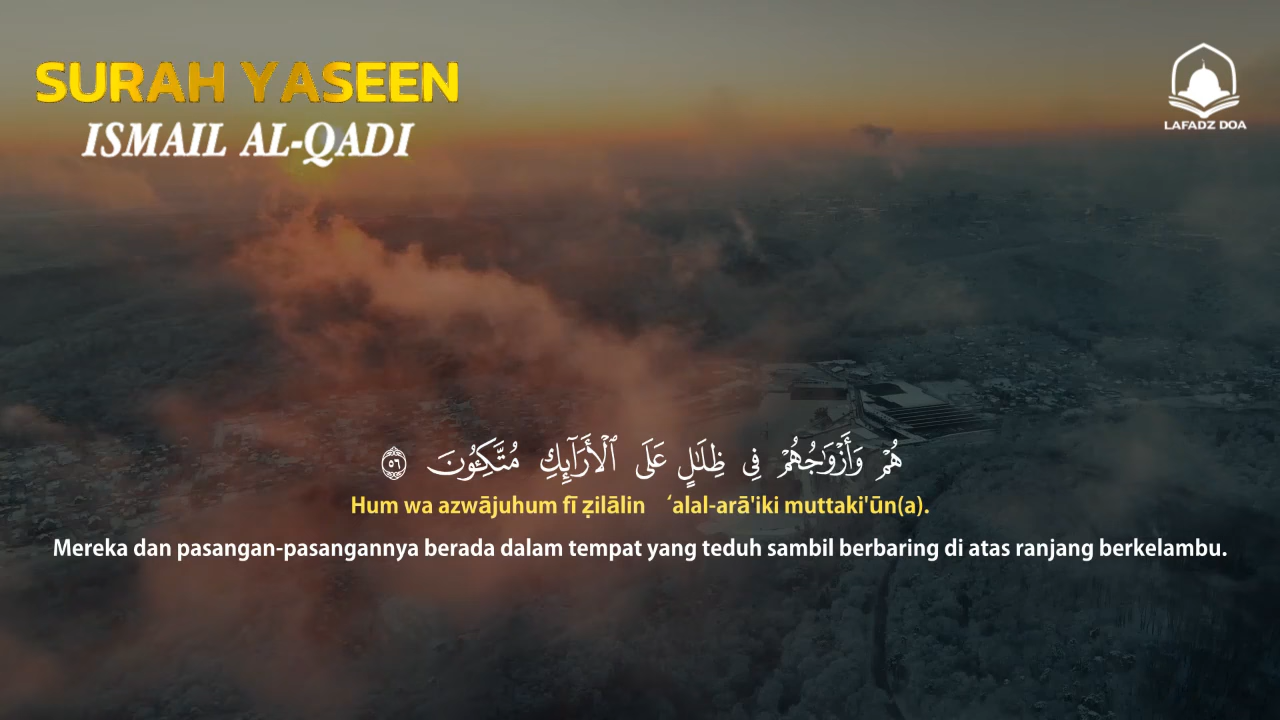 SURAH YASEEN
ISMAIL AL-QADI
LAFADZ DOA
هُمْ وَأَزْوَٰجُهُمْ فِى ظِلَـٰلٍ عَلَى ٱلْأَرَآئِكِ مُتَّكِـُٔونَ ٥٦
Hum wa azwājuhum fī ẓilālin ‘alal-arā'iki muttaki'ūn(a).
Mereka dan pasangan-pasangannya berada dalam tempat yang teduh sambil berbaring di atas ranjang berkelambu.